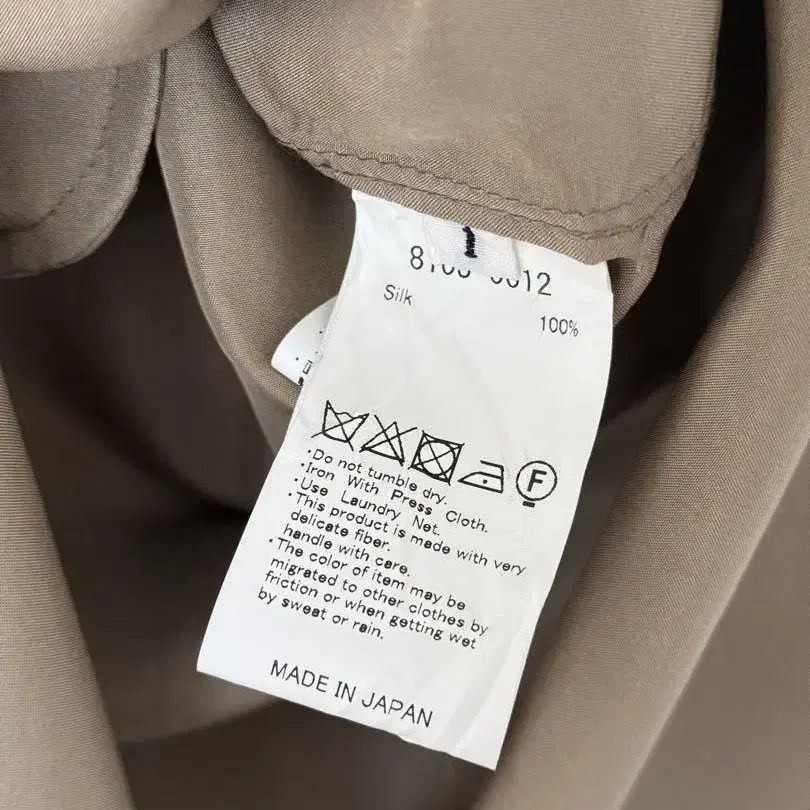 1
Silk
100%
F
·Do not tumble dry.
·Iron With Press Cloth.
·Use Laundry Net.
·This product is made with very
delicate fiber.
handle with care.
·The color of item may be
migrated to other clothes by
friction or when getting wet
by sweat or rain.
MADE IN JAPAN